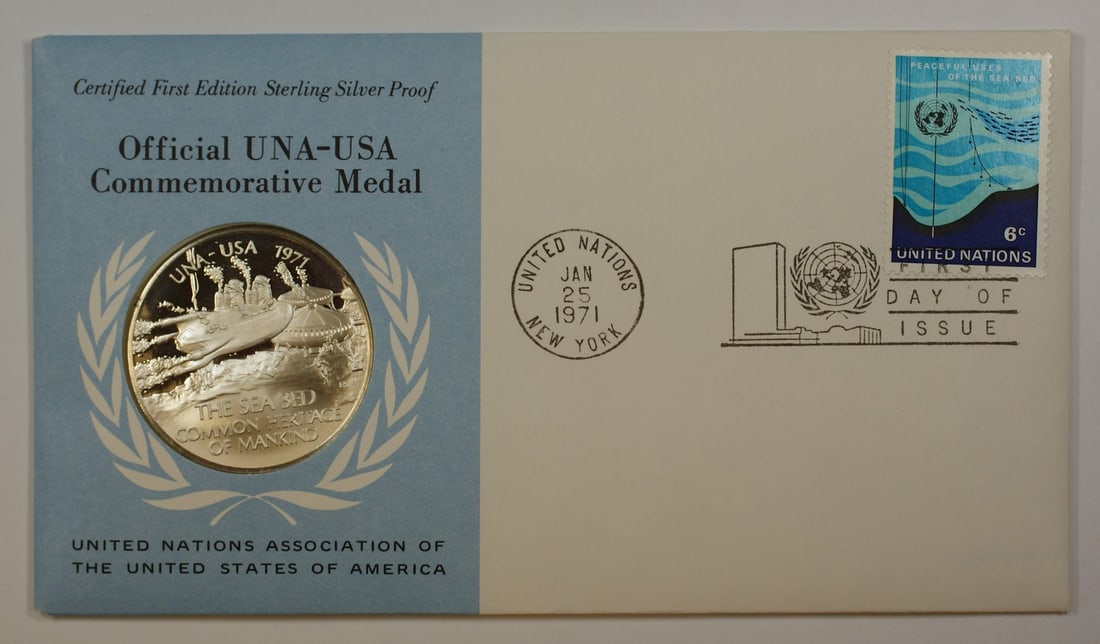 Certified First Edition Sterling Silver Proof
Official UNA-USA
Commemorative Medal
UNA-USA 1971
THE SEA BED
COMMON HERITAGE
OF MANKIND
UNITED NATIONS ASSOCIATION OF
THE UNITED STATES OF AMERICA
UNITED NATIONS
JAN
25
1971
NEW YORK
PEACEFUL USES
OF THE SEA-BED
6c
UNITED NATIONS
FIRST
DAY OF
ISSUE